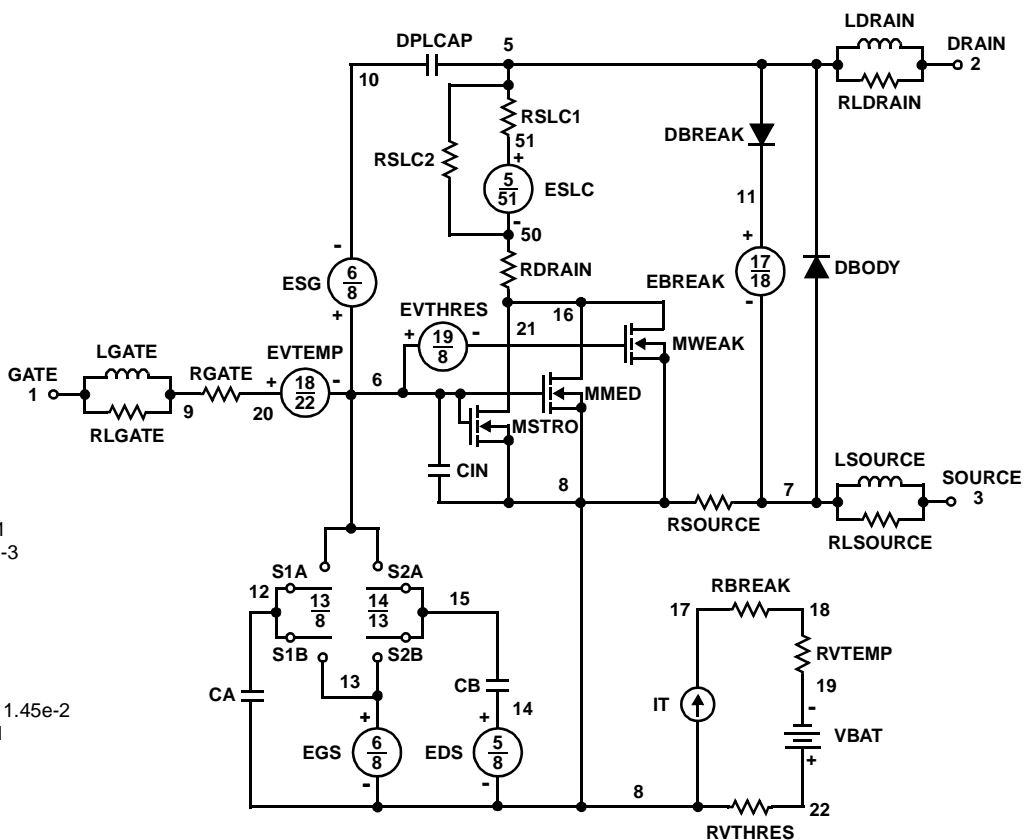 LDRAIN
DPLCAP 5 DRAIN
10 2
RLDRAIN
RSLC1
51 DBREAK
RSLC2 +
5
51 ESLC
11
-
50 +
-
17
18
RDRAIN EBREAK DBODY
6
8
ESG
-
EVTHRES 16
+
+ 19
8 - 21
MWEAK
LGATE EVTEMP
GATE RGATE + 18
22 - 6
MMED
1 9 20
RLGATE MSTRO
LSOURCE
CIN 8 7 SOURCE
3
RSOURCE
RLSOURCE
-3
S1A S2A
12 13
8 14
13 15 RBREAK
17 18
S1B S2B RVTEMP
13 CB 19
CA
1.45e-2 14 IT -
+ + VBAT
EGS 6
8 EDS 5
8 +
- - 8
22
RVTHRES